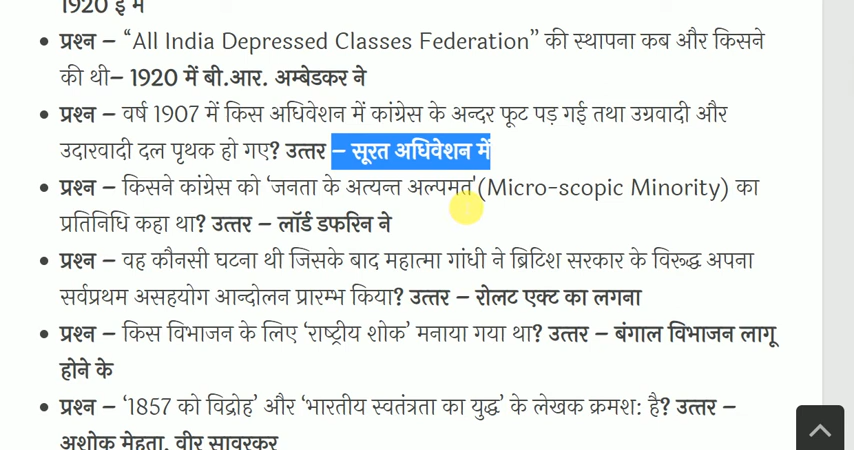 1920 ई में
प्रश्न – “All India Depressed Classes Federation” की स्थापना कब और किसने
की थी– 1920 में बी.आर. अम्बेडकर ने
प्रश्न – वर्ष 1907 में किस अधिवेशन में कांग्रेस के अन्दर फूट पड़ गई तथा उग्रवादी और
उदारवादी दल पृथक हो गए? उत्तर – सूरत अधिवेशन में
प्रश्न – किसने कांग्रेस को ‘जनता के अत्यन्त अल्पमत'(Micro-scopic Minority) का
प्रतिनिधि कहा था? उत्तर – लॉर्ड डफरिन ने
प्रश्न – वह कौनसी घटना थी जिसके बाद महात्मा गांधी ने ब्रिटिश सरकार के विरूद्ध अपना
सर्वप्रथम असहयोग आन्दोलन प्रारम्भ किया? उत्तर – रोलट एक्ट का लगना
प्रश्न – किस विभाजन के लिए ‘राष्ट्रीय शोक’ मनाया गया था? उत्तर – बंगाल विभाजन लागू
होने के
प्रश्न – ‘1857 को विद्रोह’ और ‘भारतीय स्वतंत्रता का युद्ध’ के लेखक क्रमश: है? उत्तर –
अशोक मेहता, वीर सावरकर